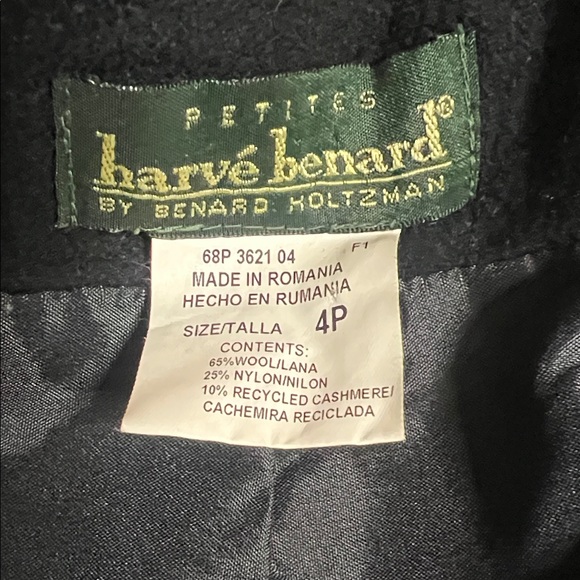 PETITES
harvé benard®
BY BENARD HOLTZMAN
68P 3621 04 F1
MADE IN ROMANIA
HECHO EN RUMANIA
SIZE/TALLA 4P
CONTENTS:
65%WOOL/LANA
25% NYLON/NILON
10% RECYCLED CASHMERE/
CACHEMIRA RECICLADA